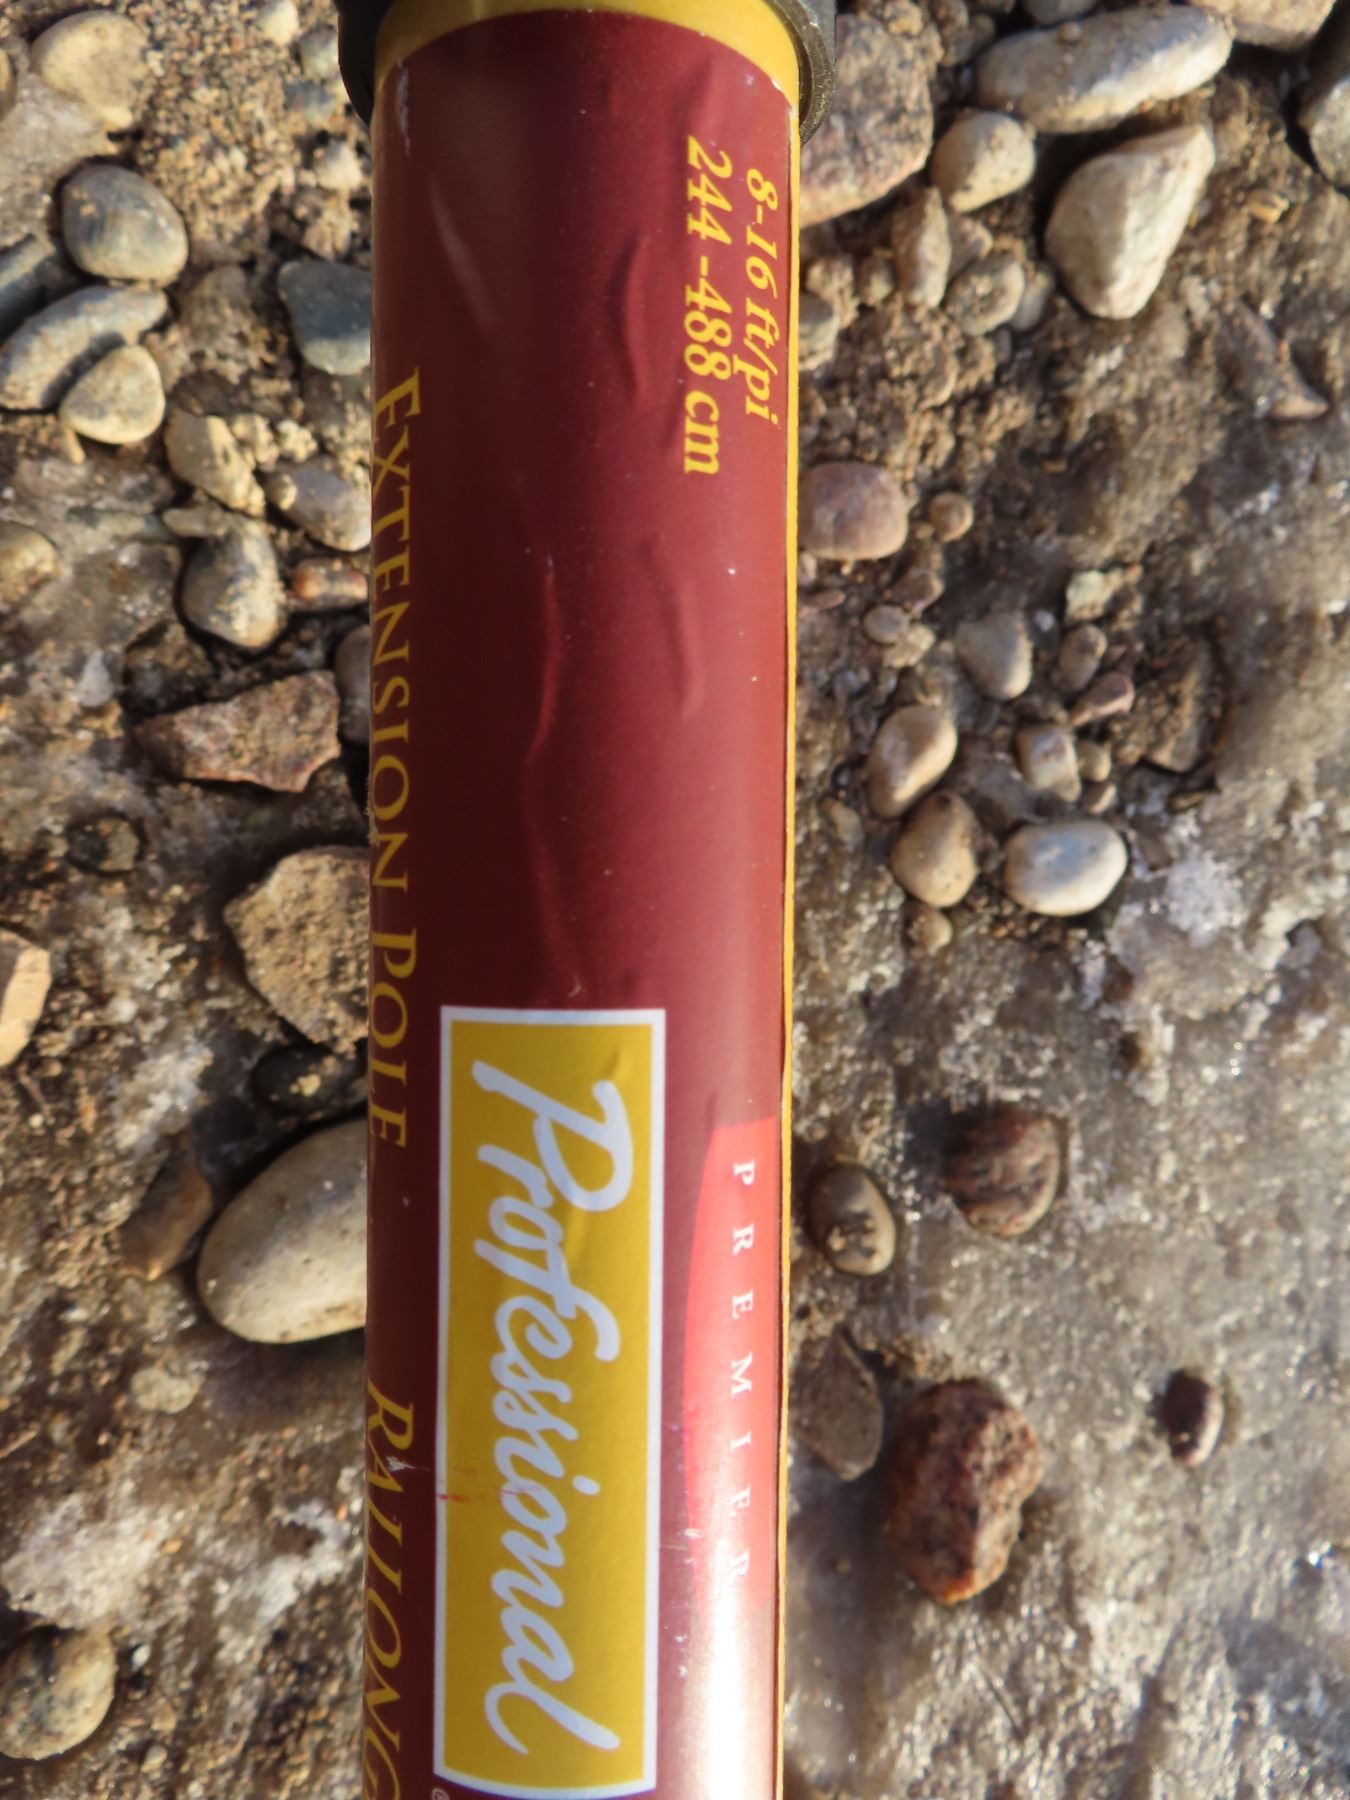 8-16 ft/pi
244-488 cm
PREMIER
Professional
EXTENSION POLE